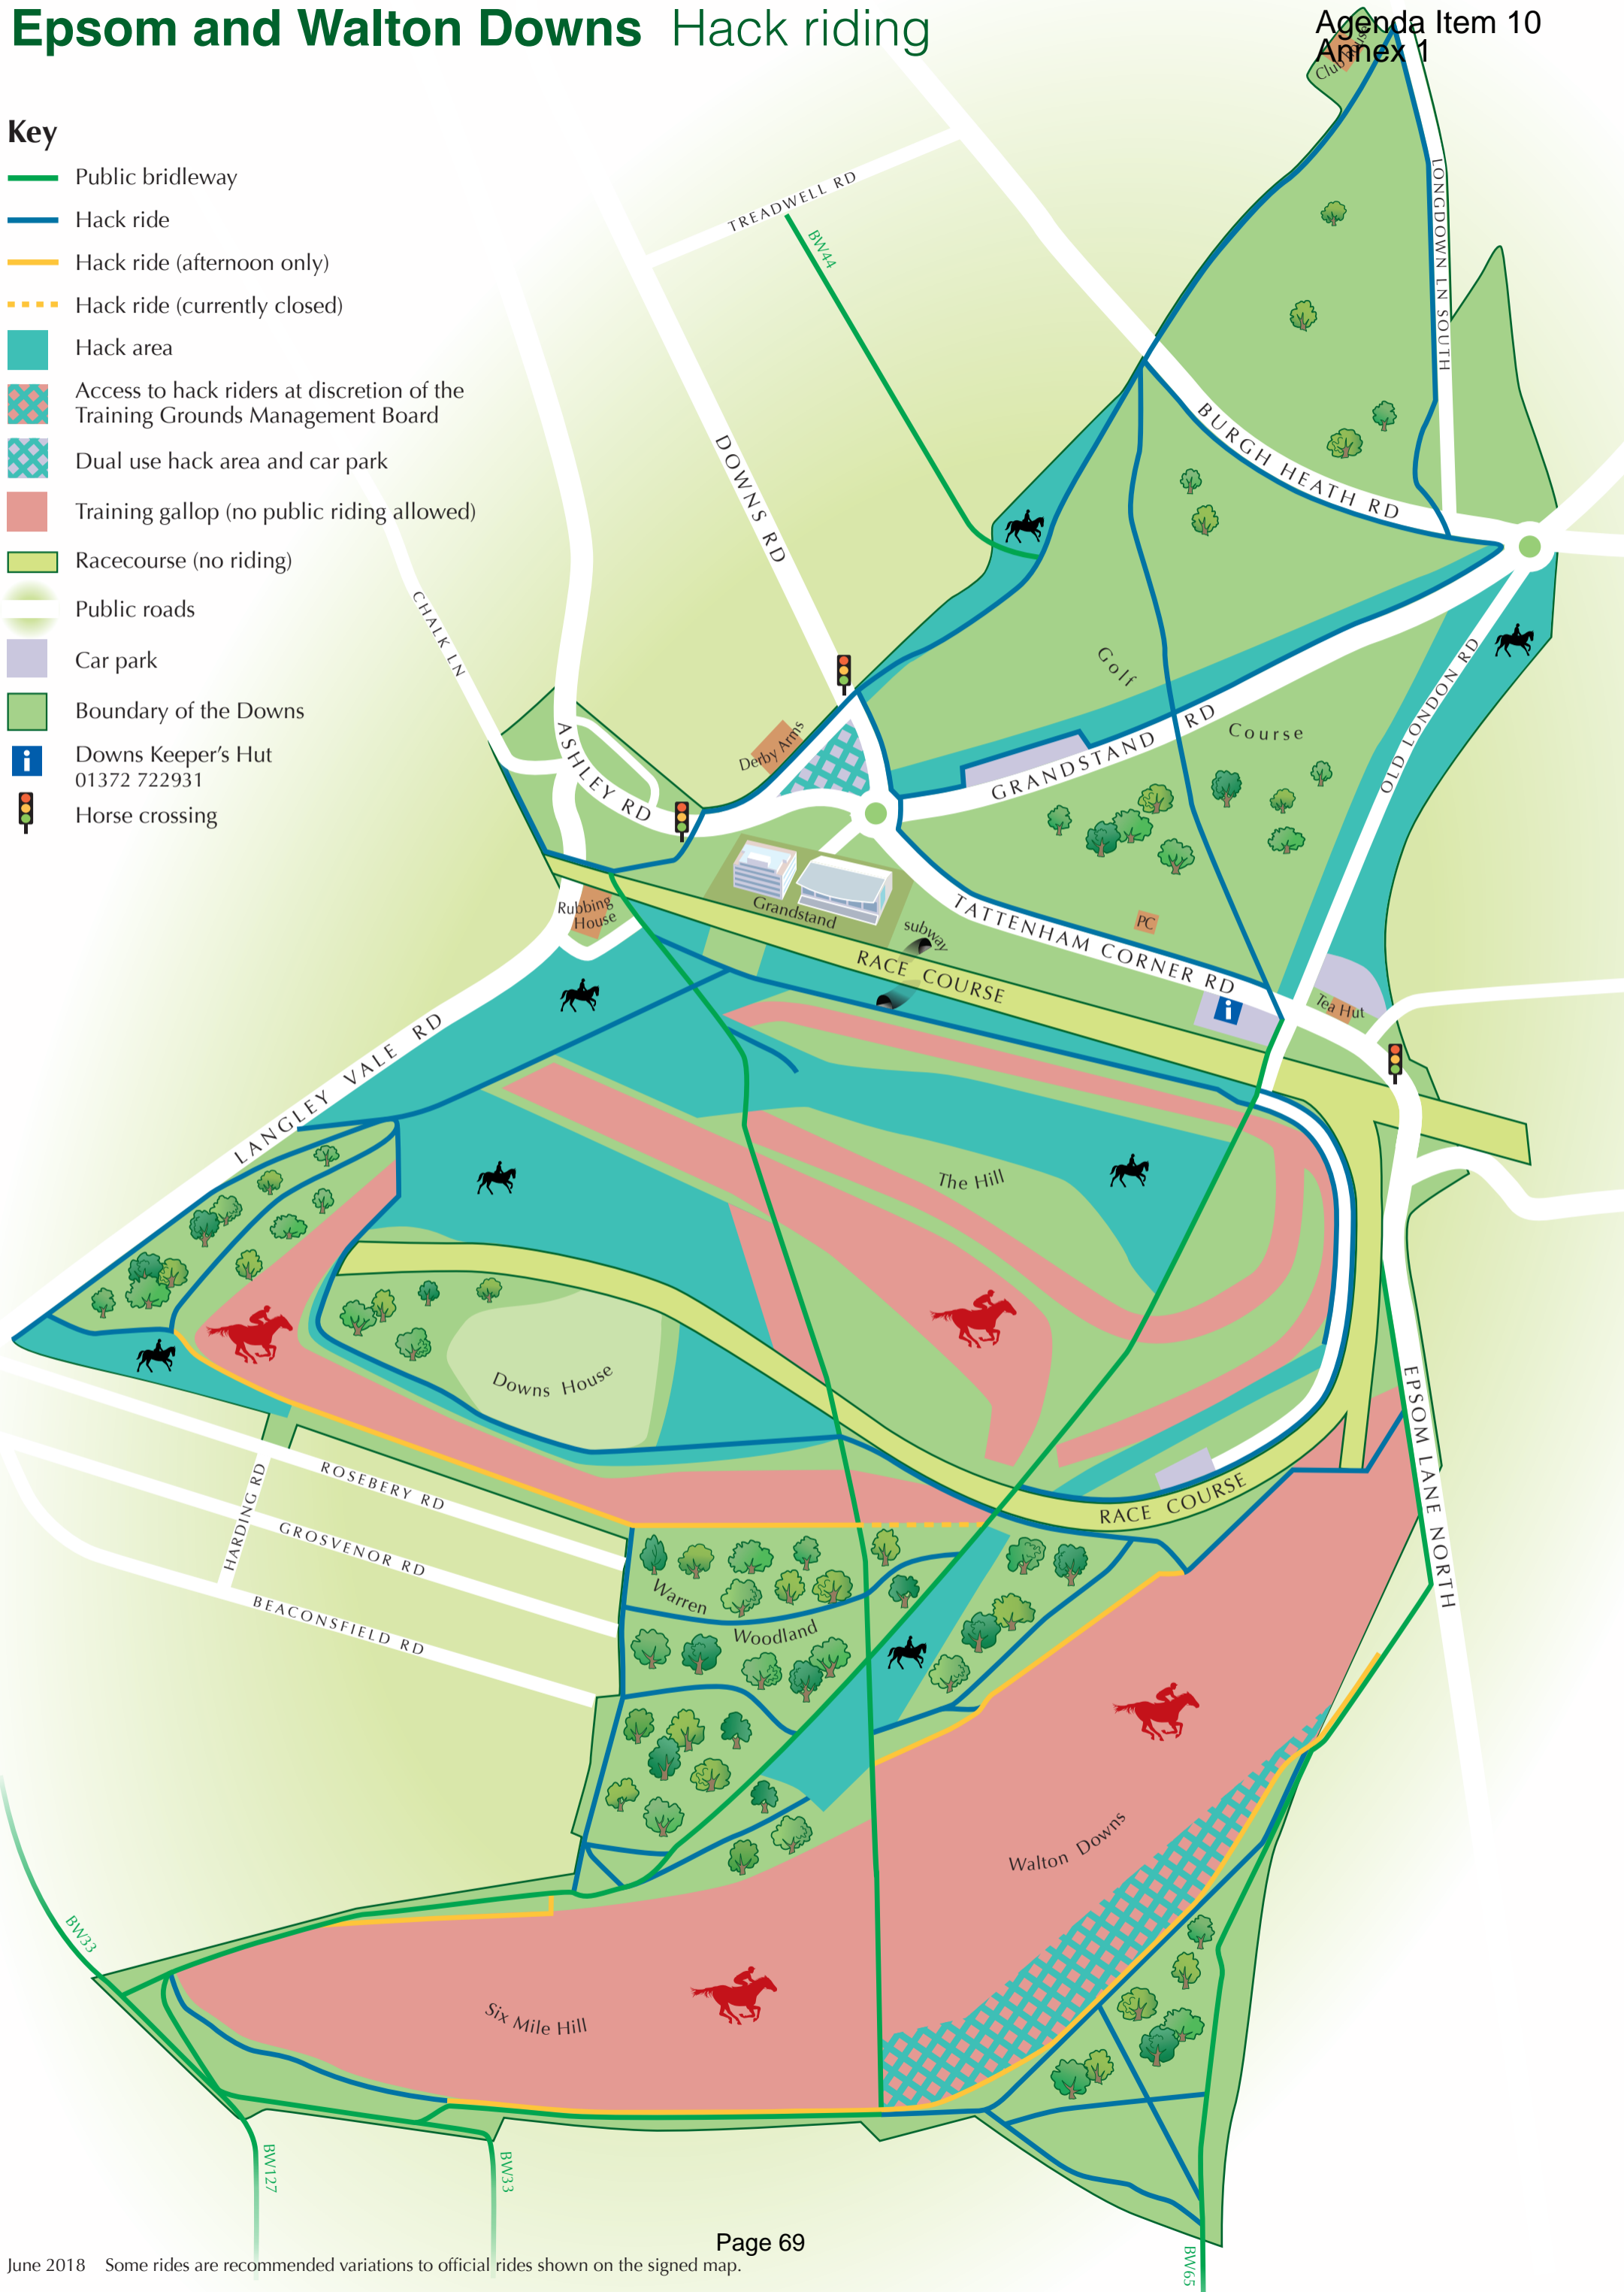 Epsom and Walton Downs Hack riding
Agenda Item 10
Annex 1
Club House
Key
Public bridleway
Hack ride
Hack ride (afternoon only)
Hack ride (currently closed)
Hack area
Access to hack riders at discretion of the
Training Grounds Management Board
Dual use hack area and car park
Training gallop (no public riding allowed)
Racecourse (no riding)
Public roads
Car park
Boundary of the Downs
i
Downs Keeper's Hut
01372 722931
Horse crossing
TREADWELL RD
BW44
LONGDOWN LN SOUTH
DOWNS RD
BURGH HEATH RD
CHALK LN
ASHLEY RD
Derby Arms
Golf
Course
GRANDSTAND RD
OLD LONDON RD
Rubbing
House
Grandstand
subway
PC
TATTENHAM CORNER RD
RACE COURSE
i
Tea Hut
LANGLEY VALE RD
The Hill
Downs House
EPSOM LANE NORTH
RACE COURSE
ROSEBERY RD
HARDING RD
GROSVENOR RD
BEACONSFIELD RD
Warren
Woodland
Walton Downs
Six Mile Hill
BW33
BW127
BW33
BW65
Page 69
June 2018 Some rides are recommended variations to official rides shown on the signed map.